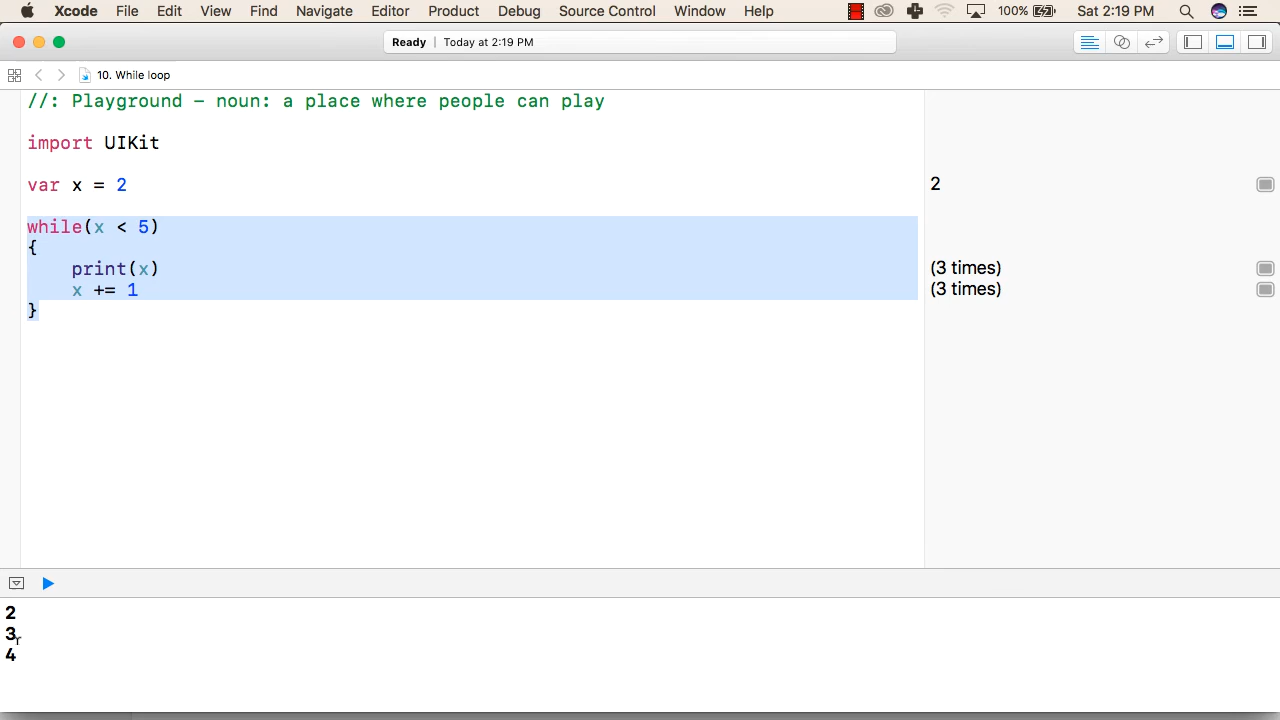 Xcode File Edit View Find Navigate Editor Product Debug Source Control Window Help 100% Sat 2:19 PM
Ready | Today at 2:19 PM
10. While loop
//: Playground - noun: a place where people can play
import UIKit
var x = 2 2
while(x < 5)
{
print(x) (3 times)
x += 1 (3 times)
}
2
3
4